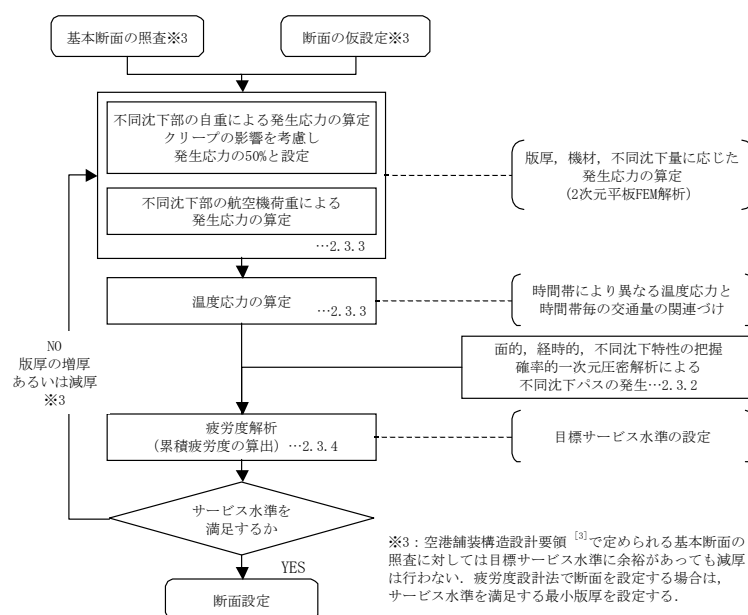 基本断面の照査※3
断面の仮設定※3
不同沈下部の自重による発生応力の算定
クリープの影響を考慮し
発生応力の50%と設定
不同沈下部の航空機荷重による
発生応力の算定
…2.3.3
版厚，機材，不同沈下量に応じた
発生応力の算定
(2次元平板FEM解析)
温度応力の算定
…2.3.3
時間帯により異なる温度応力と
時間帯毎の交通量の関連づけ
NO
版厚の増厚
あるいは減厚
※3
面的，経時的，不同沈下特性の把握
確率的一次元圧密解析による
不同沈下パスの発生…2.3.2
疲労度解析
(累積疲労度の算出)…2.3.4
目標サービス水準の設定
サービス水準を
満足するか
YES
断面設定
※3：空港舗装構造設計要領 [3]で定められる基本断面の
照査に対しては目標サービス水準に余裕があっても減厚
は行わない．疲労度設計法で断面を設定する場合は，
サービス水準を満足する最小版厚を設定する．